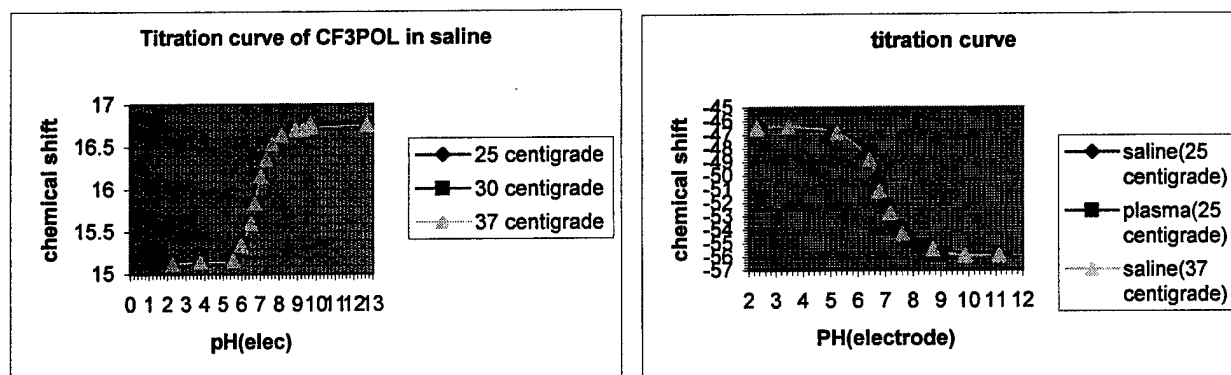 Titration curve of CF3POL in saline
chemical shift
17
16.5
16
15.5
15
0 1 2 3 4 5 6 7 8 9 10 11 12 13
pH(elec)
25 centigrade
30 centigrade
37 centigrade
titration curve
chemical shift
-45
-46
-47
-48
-49
-50
-51
-52
-53
-54
-55
-56
-57
2 3 4 5 6 7 8 9 10 11 12
PH(electrode)
saline(25
centigrade)
plasma(25
centigrade)
saline(37
centigrade)